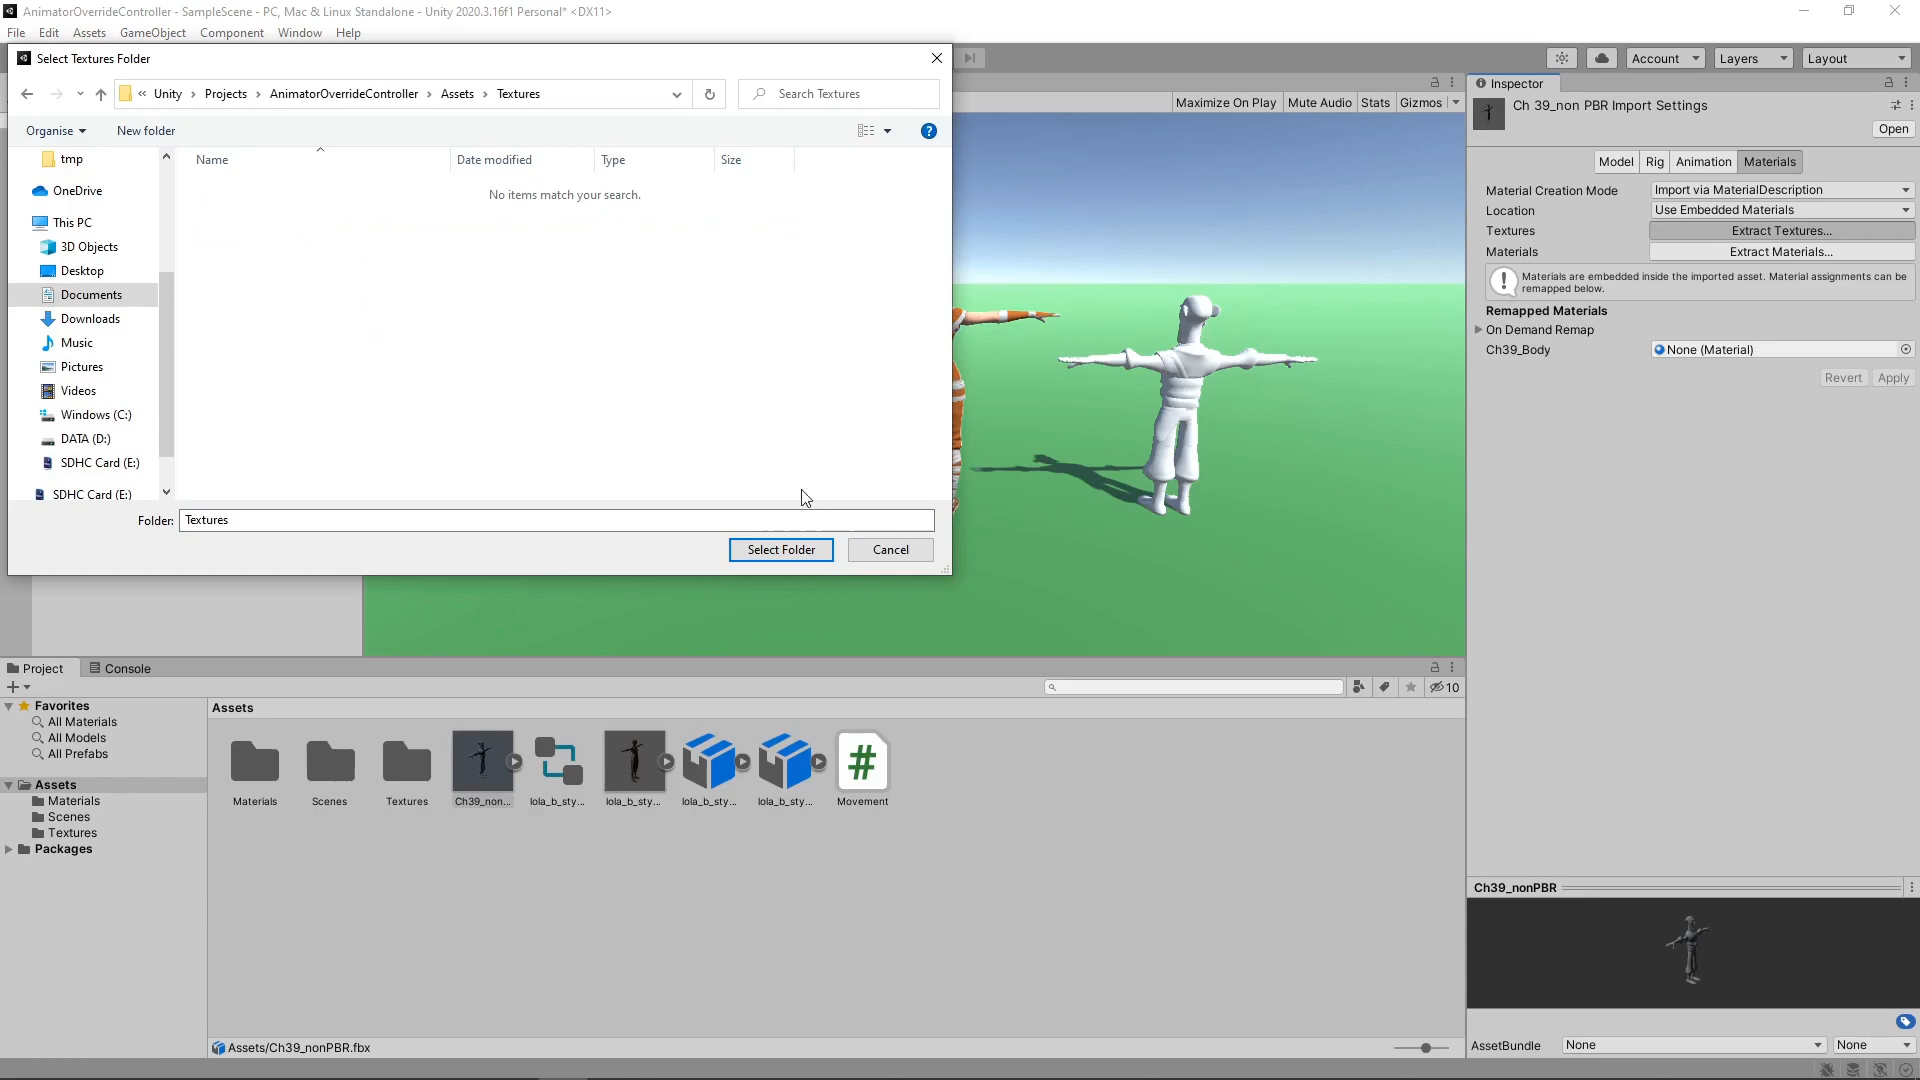 AnimatorOverrideController - SampleScene - PC, Mac & Linux Standalone - Unity 2020.3.16f1 Personal* <DX11>
File Edit Assets GameObject Component Window Help
Select Textures Folder
Account Layers Layout
« Unity > Projects > AnimatorOverrideController > Assets > Textures
Search Textures
Organise New folder
Name Date modified Type Size
No items match your search.
tmp
OneDrive
This PC
3D Objects
Desktop
Documents
Downloads
Music
Pictures
Videos
Windows (C:)
DATA (D:)
SDHC Card (E:)
SDHC Card (E:)
Folder: Textures
Select Folder Cancel
Maximize On Play Mute Audio Stats Gizmos
Inspector
Ch 39_non PBR Import Settings
Open
Model Rig Animation Materials
Material Creation Mode Import via MaterialDescription
Location Use Embedded Materials
Textures Extract Textures...
Materials Extract Materials...
Materials are embedded inside the imported asset. Material assignments can be
remapped below.
Remapped Materials
On Demand Remap
Ch39_Body None (Material)
Revert Apply
Project Console
10
Favorites
All Materials
All Models
All Prefabs
Assets
Materials
Scenes
Textures
Packages
Assets
Materials Scenes Textures Ch39_non... lola_b_sty... lola_b_sty... lola_b_sty... lola_b_sty... Movement
Assets/Ch39_nonPBR.fbx
Ch39_nonPBR
AssetBundle None None